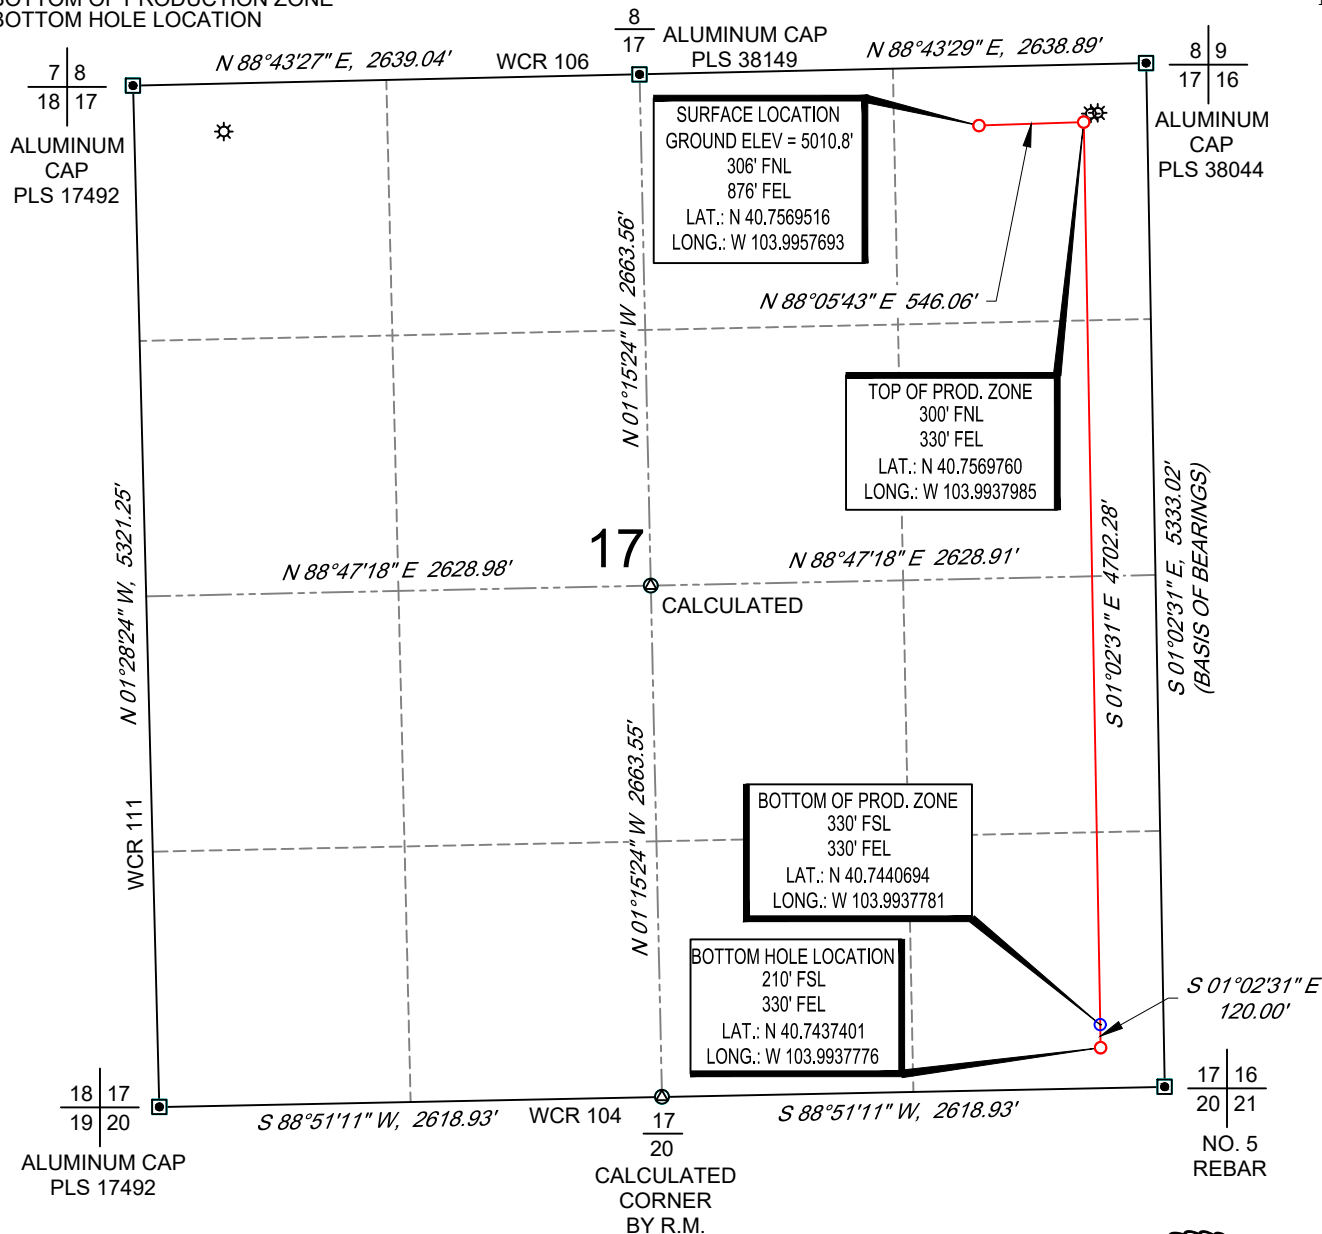 BOTTOM OF PRODUCTION ZONE
BOTTOM HOLE LOCATION
7 8
18 17
ALUMINUM
CAP
PLS 17492
N 88°43'27" E, 2639.04'
WCR 106
8
17
ALUMINUM CAP
PLS 38149
N 88°43'29" E, 2638.89'
8 9
17 16
ALUMINUM
CAP
PLS 38044
SURFACE LOCATION
GROUND ELEV = 5010.8'
306' FNL
876' FEL
LAT.: N 40.7569516
LONG.: W 103.9957693
N 01°15'24" W 2663.56'
N 88°05'43" E 546.06'
TOP OF PROD. ZONE
300' FNL
330' FEL
LAT.: N 40.7569760
LONG.: W 103.9937985
N 01°28'24" W, 5321.25'
17
N 88°47'18" E 2628.98'
N 88°47'18" E 2628.91'
CALCULATED
S 01°02'31" E 4702.28'
S 01°02'31" E, 5333.02'
(BASIS OF BEARINGS)
WCR 111
N 01°15'24" W 2663.55'
BOTTOM OF PROD. ZONE
330' FSL
330' FEL
LAT.: N 40.7440694
LONG.: W 103.9937781
BOTTOM HOLE LOCATION
210' FSL
330' FEL
LAT.: N 40.7437401
LONG.: W 103.9937776
S 01°02'31" E
120.00'
18 17
19 20
ALUMINUM CAP
PLS 17492
S 88°51'11" W, 2618.93'
WCR 104
17
20
CALCULATED
CORNER
BY R.M.
S 88°51'11" W, 2618.93'
17 16
20 21
NO. 5
REBAR